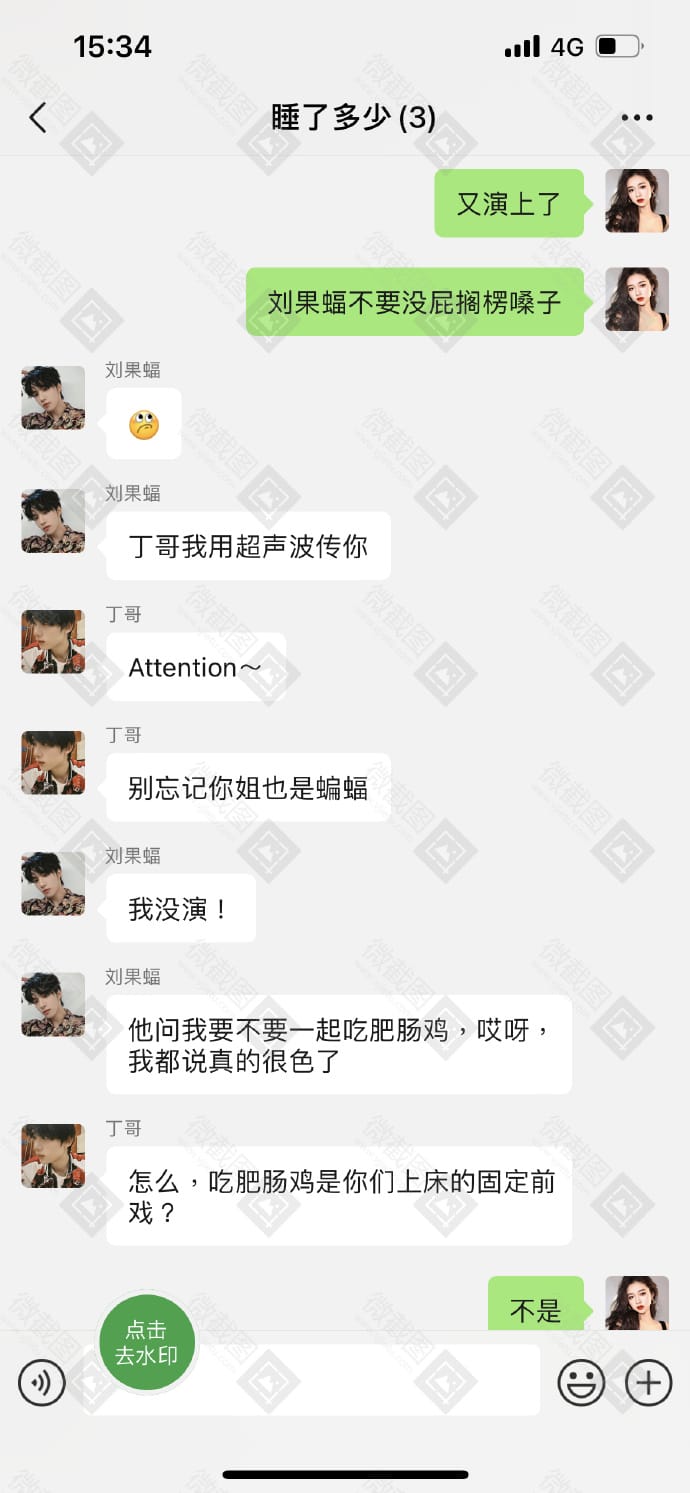 15:34
4G
睡了多少(3)
又演上了
刘果蝠不要没屁搁楞嗓子
刘果蝠
刘果蝠
丁哥我用超声波传你
丁哥
Attention～
丁哥
别忘记你姐也是蝙蝠
刘果蝠
我没演！
刘果蝠
他问我要不要一起吃肥肠鸡，哎呀，
我都说真的很色了
丁哥
怎么，吃肥肠鸡是你们上床的固定前
戏？
不是
点击
去水印
微截图